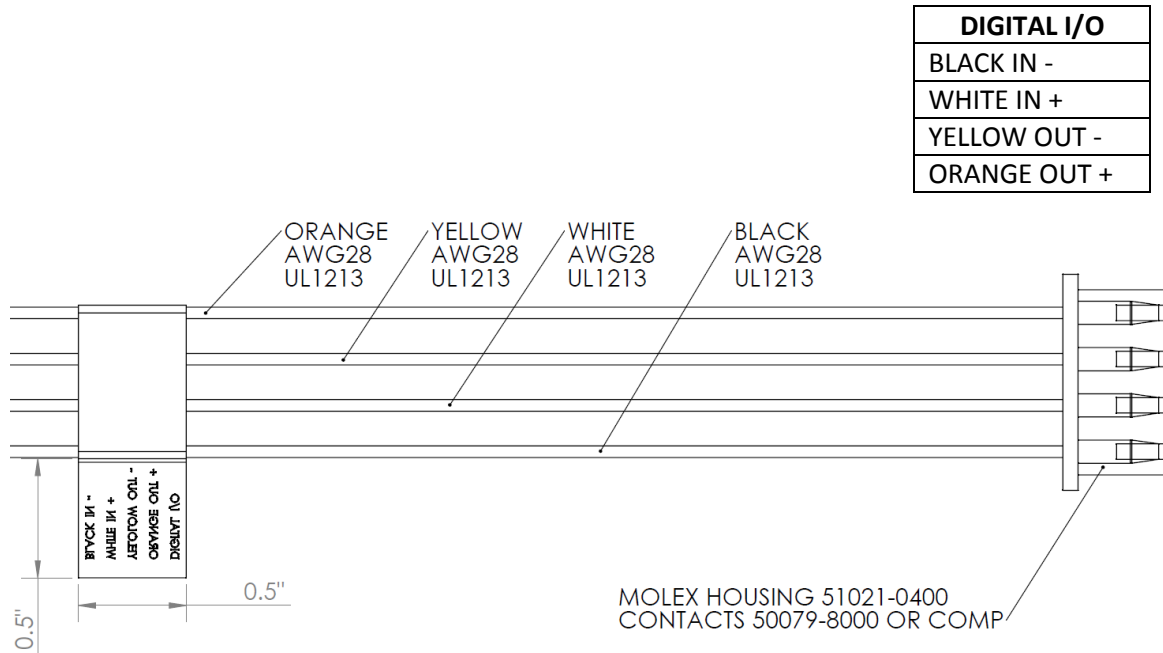 DIGITAL I/O
BLACK IN -
WHITE IN +
YELLOW OUT -
ORANGE OUT +
ORANGE
AWG28
UL1213
YELLOW
AWG28
UL1213
WHITE
AWG28
UL1213
BLACK
AWG28
UL1213
BLACK IN -
WHITE IN +
YELLOW OUT -
ORANGE OUT +
DIGITAL I/O
0.5"
0.5"
MOLEX HOUSING 51021-0400
CONTACTS 50079-8000 OR COMP